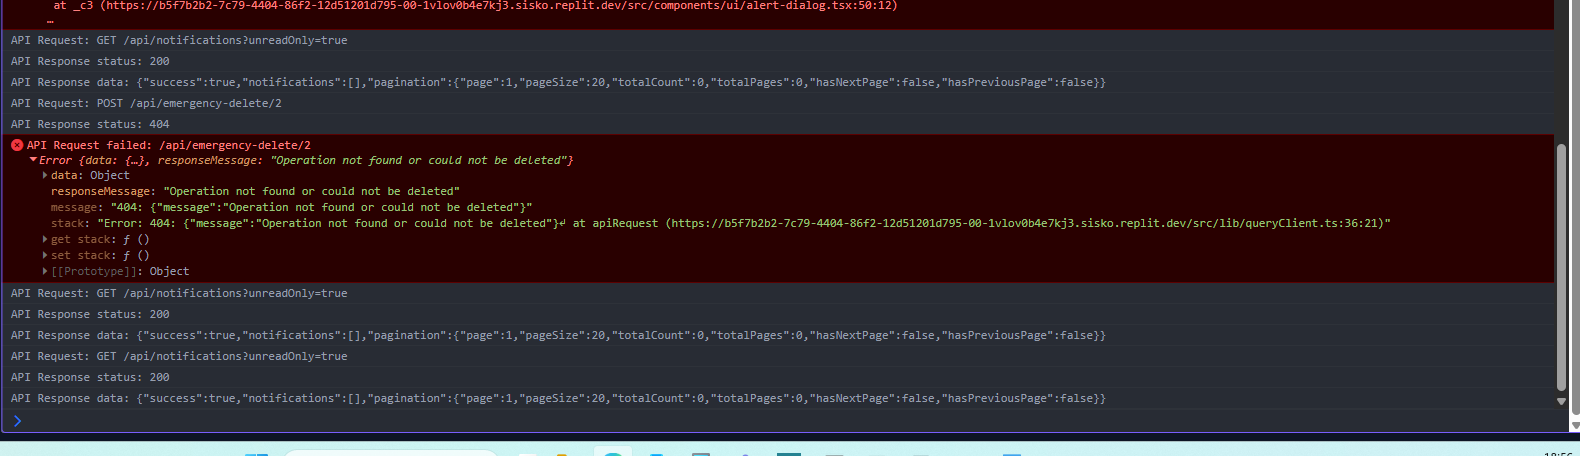 at _c3 (https://b5f7b2b2-7c79-4404-86f2-12d51201d795-00-1vlov0b4e7kj3.sisko.replit.dev/src/components/ui/alert-dialog.tsx:50:12)
…
API Request: GET /api/notifications?unreadOnly=true
API Response status: 200
API Response data: {"success":true,"notifications":[],"pagination":{"page":1,"pageSize":20,"totalCount":0,"totalPages":0,"hasNextPage":false,"hasPreviousPage":false}}
API Request: POST /api/emergency-delete/2
API Response status: 404
API Request failed: /api/emergency-delete/2
Error {data: {…}, responseMessage: "Operation not found or could not be deleted"}
data: Object
responseMessage: "Operation not found or could not be deleted"
message: "404: {"message":"Operation not found or could not be deleted"}"
stack: "Error: 404: {"message":"Operation not found or could not be deleted"}↵ at apiRequest (https://b5f7b2b2-7c79-4404-86f2-12d51201d795-00-1vlov0b4e7kj3.sisko.replit.dev/src/lib/queryClient.ts:36:21)"
get stack: ƒ ()
set stack: ƒ ()
[[Prototype]]: Object
API Request: GET /api/notifications?unreadOnly=true
API Response status: 200
API Response data: {"success":true,"notifications":[],"pagination":{"page":1,"pageSize":20,"totalCount":0,"totalPages":0,"hasNextPage":false,"hasPreviousPage":false}}
API Request: GET /api/notifications?unreadOnly=true
API Response status: 200
API Response data: {"success":true,"notifications":[],"pagination":{"page":1,"pageSize":20,"totalCount":0,"totalPages":0,"hasNextPage":false,"hasPreviousPage":false}}